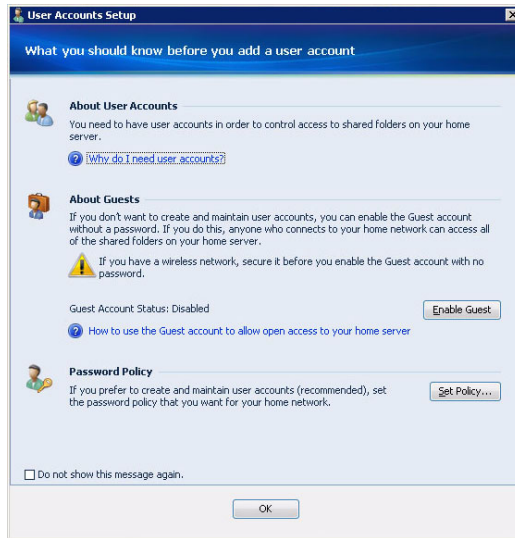 User Accounts Setup
What you should know before you add a user account
About User Accounts
You need to have user accounts in order to control access to shared folders on your home
server.
Why do I need user accounts?
About Guests
If you don't want to create and maintain user accounts, you can enable the Guest account
without a password. If you do this, anyone who connects to your home network can access all
of the shared folders on your home server.
If you have a wireless network, secure it before you enable the Guest account with no
password.
Guest Account Status: Disabled
Enable Guest
How to use the Guest account to allow open access to your home server
Password Policy
If you prefer to create and maintain user accounts (recommended), set
the password policy that you want for your home network.
Set Policy...
Do not show this message again.
OK